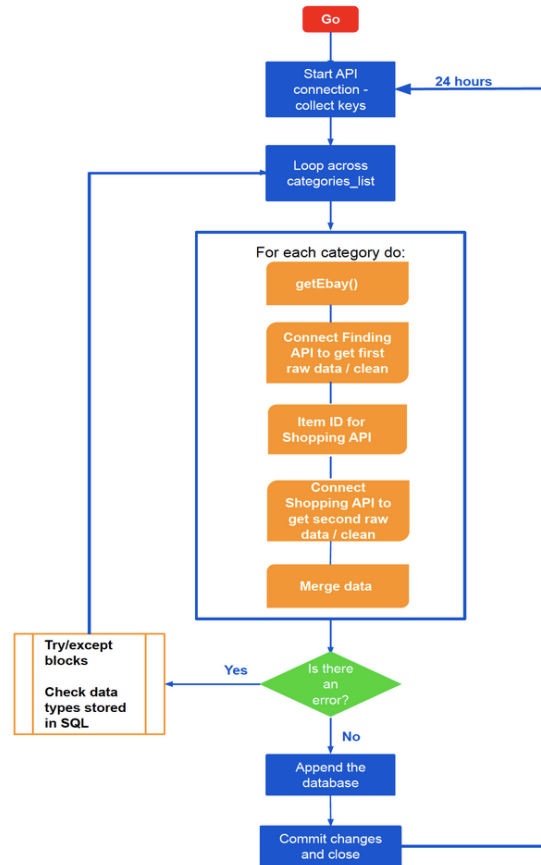 Go
Start API
connection -
collect keys
24 hours
Loop across
categories_list
For each category do:
getEbay()
Connect Finding
API to get first
raw data / clean
Item ID for
Shopping API
Connect
Shopping API to
get second raw
data / clean
Merge data
Is there
an
error?
Yes
Try/except
blocks
Check data
types stored
in SQL
No
Append the
database
Commit changes
and close